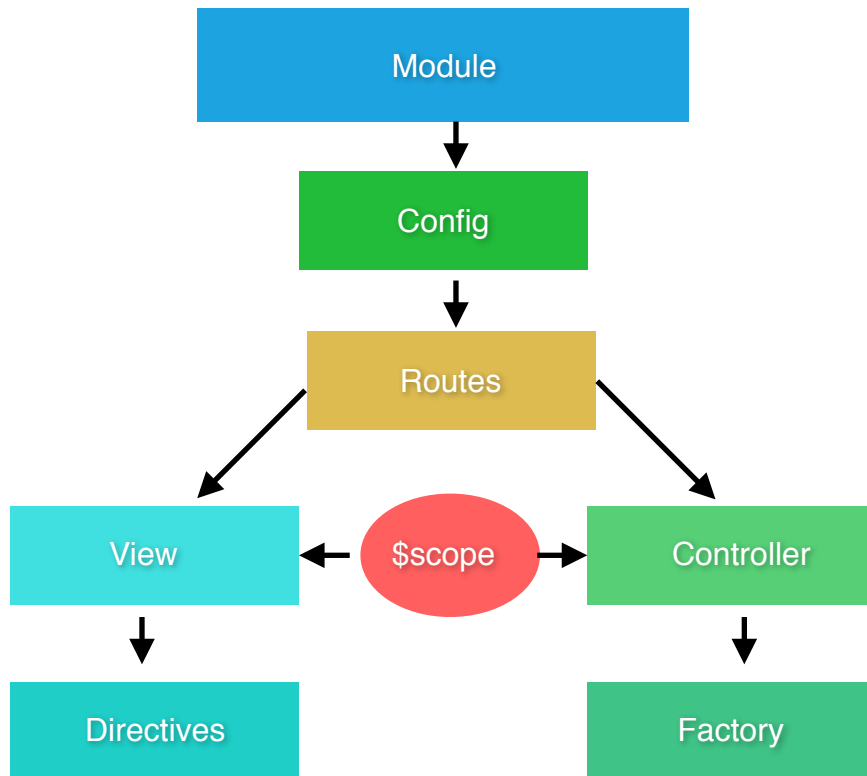 Module
Config
Routes
View
$scope
Controller
Directives
Factory